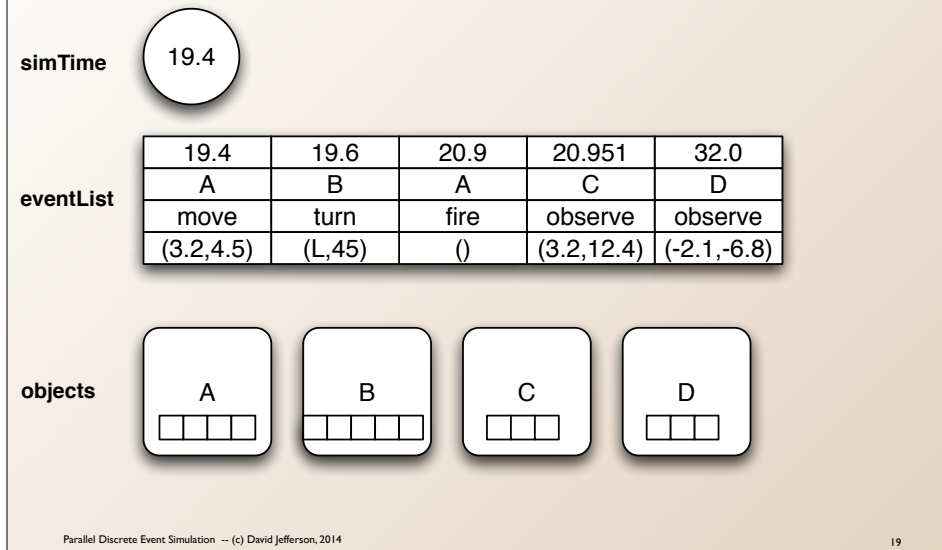 simTime 19.4
19.4 19.6 20.9 20.951 32.0
eventList
A B A C D
move turn fire observe observe
(3.2,4.5) (L,45) () (3.2,12.4) (-2.1,-6.8)
objects
A B C D
Parallel Discrete Event Simulation -- (c) David Jefferson, 2014 19